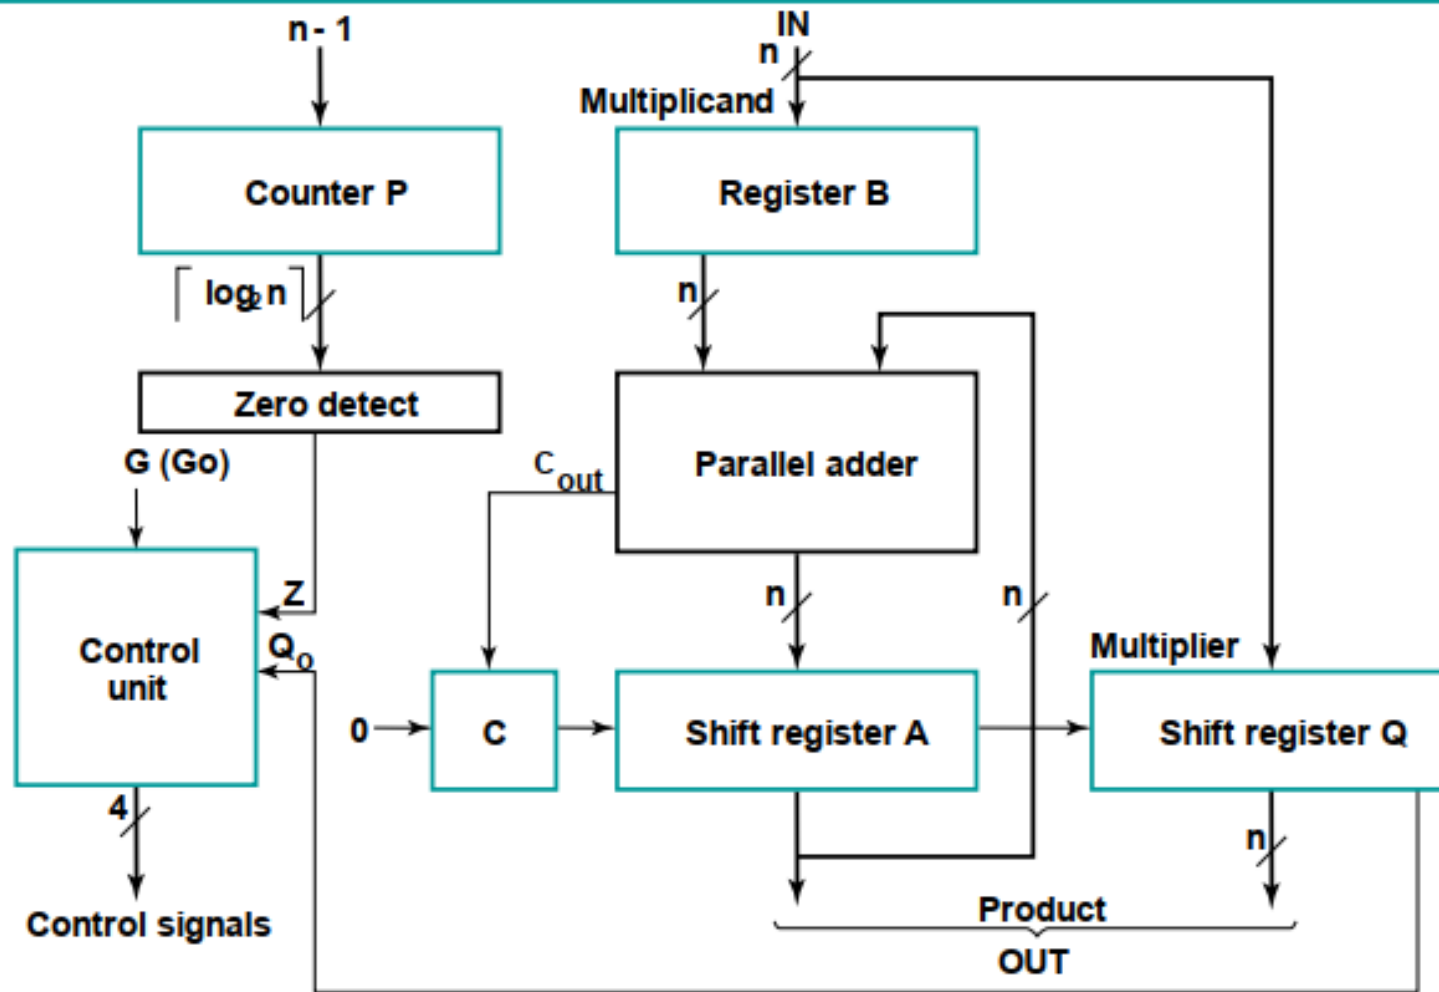 n - 1
IN
n
Multiplicand
Counter P
Register B
log2 n
n
Zero detect
G (Go)
Cout
Parallel adder
Z
n
n
Control
unit
Qo
Multiplier
0
C
Shift register A
Shift register Q
4
n
Control signals
Product
OUT